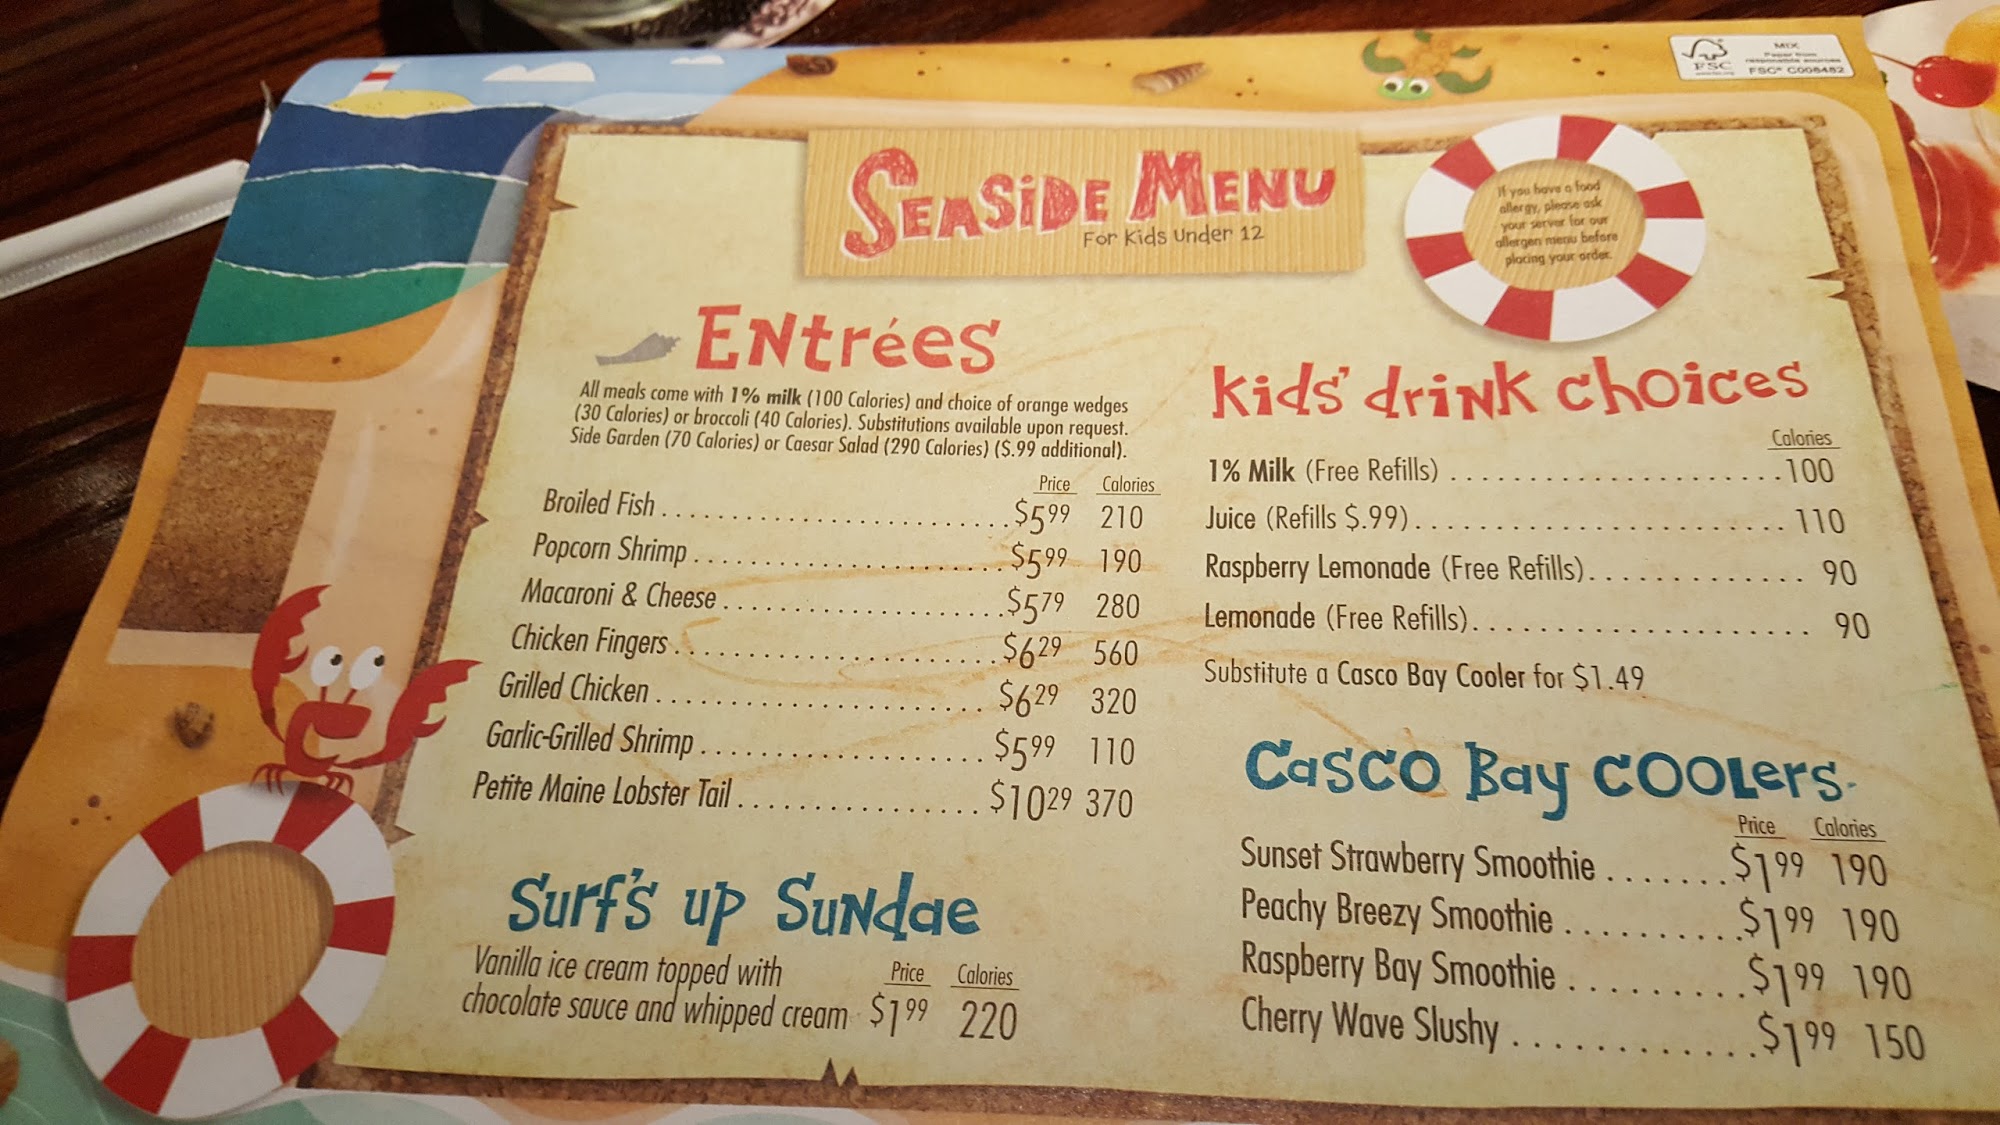 FSC
MIX
Paper from
responsible sources
FSC® C008482
SEASIDE MENU
For Kids Under 12
If you have a food
allergy, please ask
your server for our
allergen menu before
placing your order.
ENtrées
All meals come with 1% milk (100 Calories) and choice of orange wedges
(30 Calories) or broccoli (40 Calories). Substitutions available upon request.
Side Garden (70 Calories) or Caesar Salad (290 Calories) ($.99 additional).
Price Calories
Broiled Fish . . . . . . . . . . . . . . . . . . . . . . . . . $5.99 210
Popcorn Shrimp . . . . . . . . . . . . . . . . . . . . . . $5.99 190
Macaroni & Cheese . . . . . . . . . . . . . . . . . . . . $5.79 280
Chicken Fingers . . . . . . . . . . . . . . . . . . . . . . . $6.29 560
Grilled Chicken . . . . . . . . . . . . . . . . . . . . . . . . $6.29 320
Garlic-Grilled Shrimp . . . . . . . . . . . . . . . . . . . . $5.99 110
Petite Maine Lobster Tail . . . . . . . . . . . . . . . . . $10.29 370
Surf's up Sundae
Vanilla ice cream topped with
chocolate sauce and whipped cream
Price Calories
$1.99 220
Kids' drink choices
Calories
1% Milk (Free Refills) . . . . . . . . . . . . . . . . . . . . . 100
Juice (Refills $.99) . . . . . . . . . . . . . . . . . . . . . . . 110
Raspberry Lemonade (Free Refills) . . . . . . . . . . . . . 90
Lemonade (Free Refills) . . . . . . . . . . . . . . . . . . . . . 90
Substitute a Casco Bay Cooler for $1.49
Casco Bay COOLers
Price Calories
Sunset Strawberry Smoothie . . . . . . . $1.99 190
Peachy Breezy Smoothie . . . . . . . . . . $1.99 190
Raspberry Bay Smoothie . . . . . . . . . . $1.99 190
Cherry Wave Slushy . . . . . . . . . . . . . $1.99 150